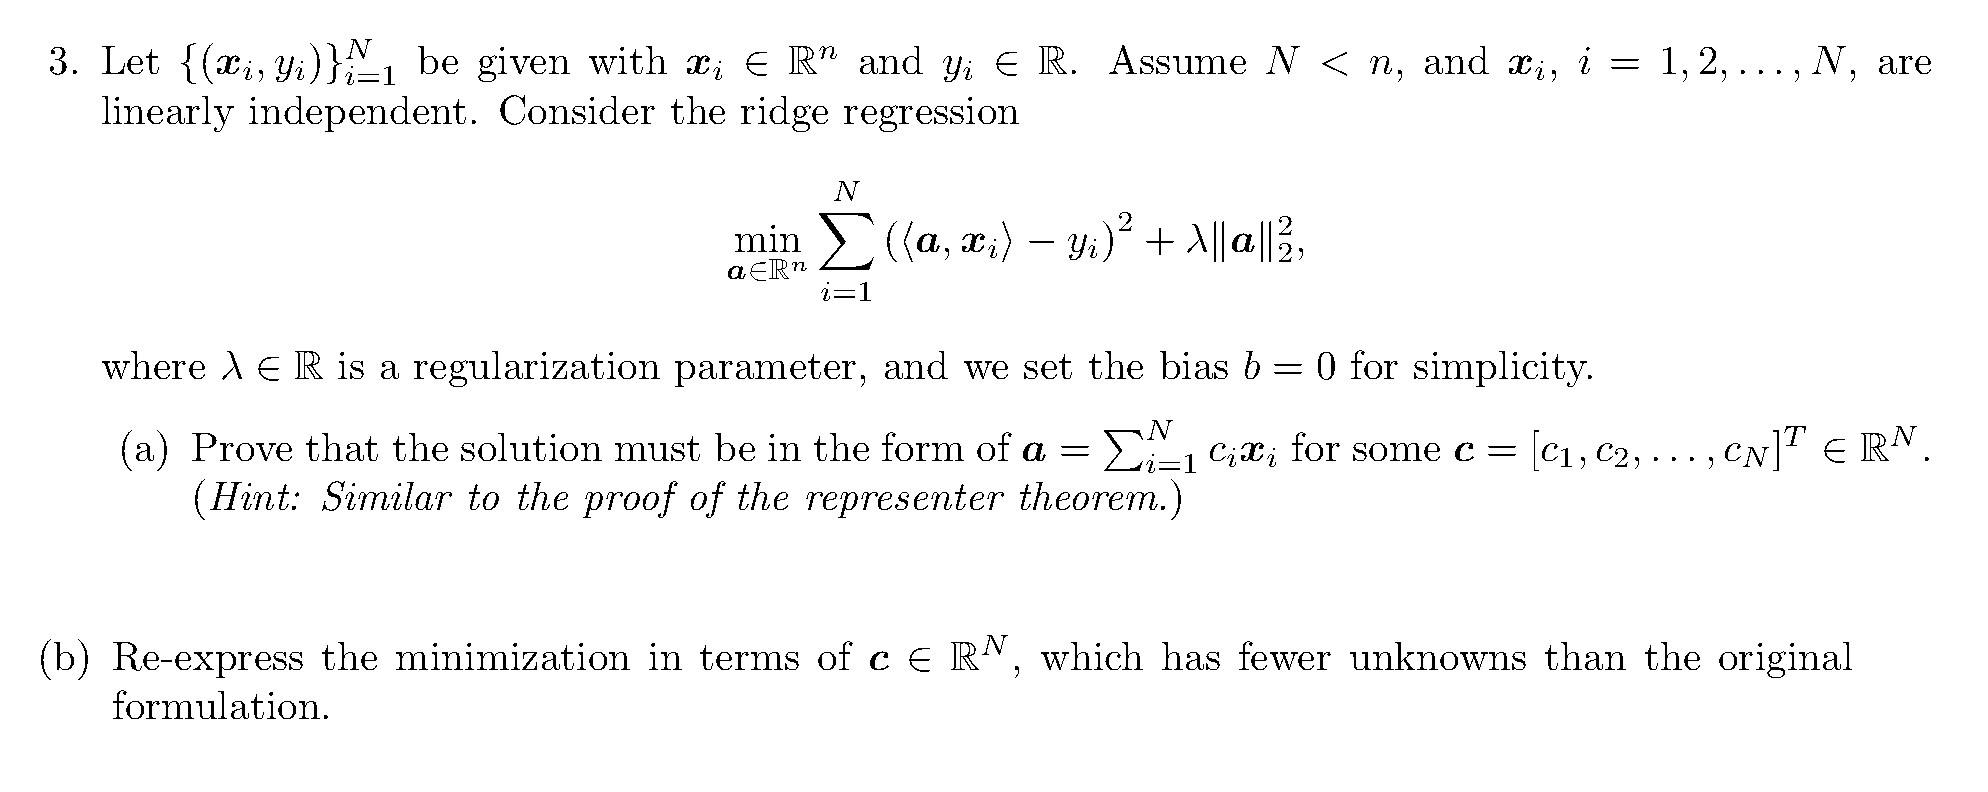 3. Let $\{(\boldsymbol{x}_i, y_i)\}_{i=1}^N$ be given with $\boldsymbol{x}_i \in \mathbb{R}^n$ and $y_i \in \mathbb{R}$. Assume $N < n$, and $\boldsymbol{x}_i$, $i = 1, 2, \ldots, N$, are
linearly independent. Consider the ridge regression
$$\min_{\boldsymbol{a} \in \mathbb{R}^n} \sum_{i=1}^N (\langle \boldsymbol{a}, \boldsymbol{x}_i \rangle - y_i)^2 + \lambda \|\boldsymbol{a}\|_2^2,$$
where $\lambda \in \mathbb{R}$ is a regularization parameter, and we set the bias $b = 0$ for simplicity.
(a) Prove that the solution must be in the form of $\boldsymbol{a} = \sum_{i=1}^N c_i \boldsymbol{x}_i$ for some $\boldsymbol{c} = [c_1, c_2, \ldots, c_N]^T \in \mathbb{R}^N$.
(Hint: Similar to the proof of the representer theorem.)
(b) Re-express the minimization in terms of $\boldsymbol{c} \in \mathbb{R}^N$, which has fewer unknowns than the original
formulation.